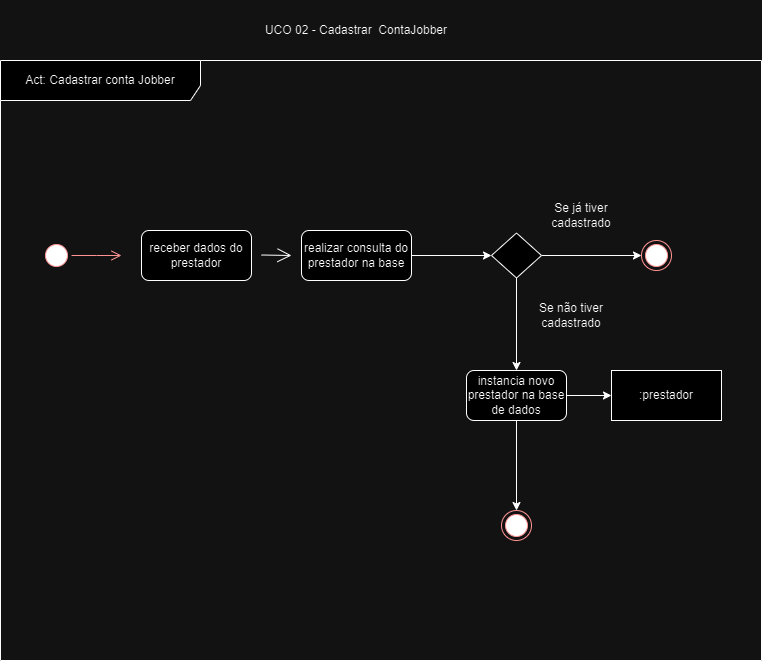 UCO 02 - Cadastrar  ContaJobber
Act: Cadastrar conta Jobber
Se já tiver
cadastrado
receber dados do
prestador
realizar consulta do
prestador na base
Se não tiver
cadastrado
instancia novo
prestador na base
de dados
:prestador